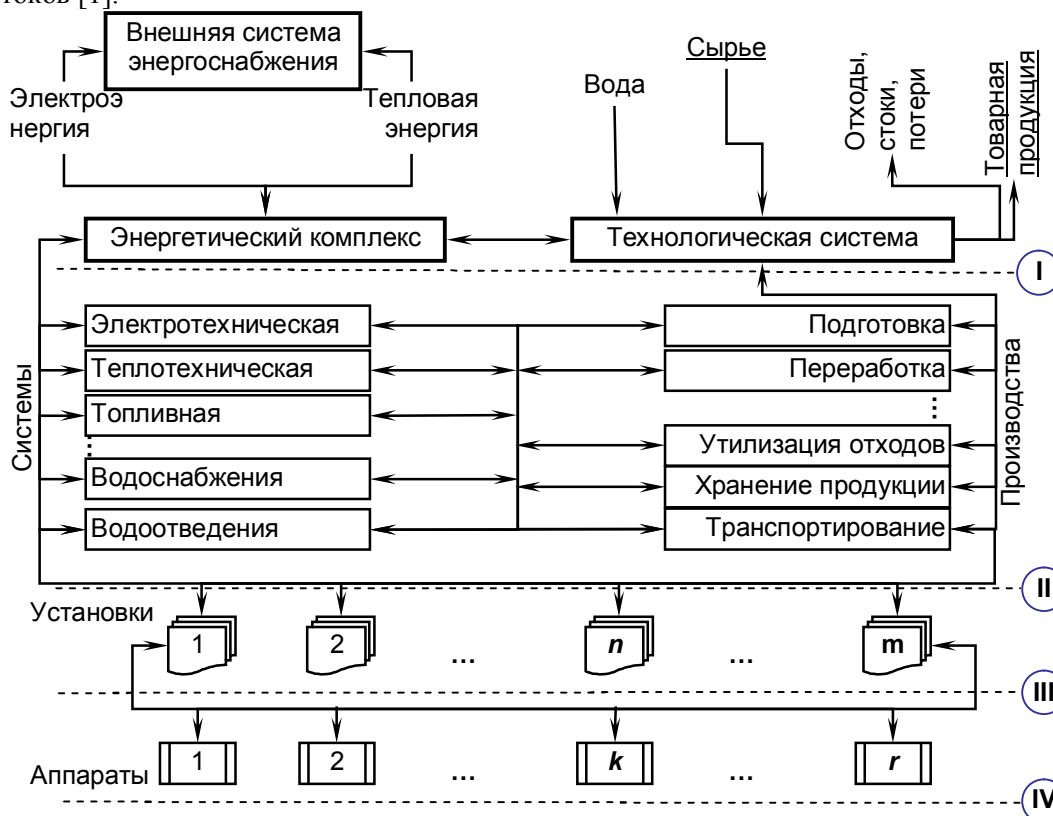 токов [1].
Внешняя система
энергоснабжения
Электроэ
нергия
Тепловая
энергия
Вода
Сырье
Отходы,
стоки,
потери
Товарная
продукция
Энергетический комплекс
Технологическая система
I
Системы
Электротехническая
Теплотехническая
Топливная
...
Водоснабжения
Водоотведения
Подготовка
Переработка
...
Утилизация отходов
Хранение продукции
Транспортирование
Производства
II
Установки
1
2
...
n
...
m
III
Аппараты
1
2
...
k
...
r
IV